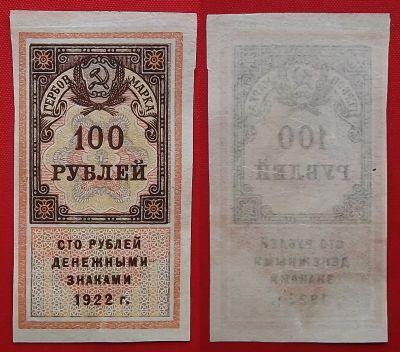 ГЕРБОВ. МАРКА
100
РУБЛЕЙ
СТО РУБЛЕЙ
ДЕНЕЖНЫМИ
ЗНАКАМИ
1922 г.